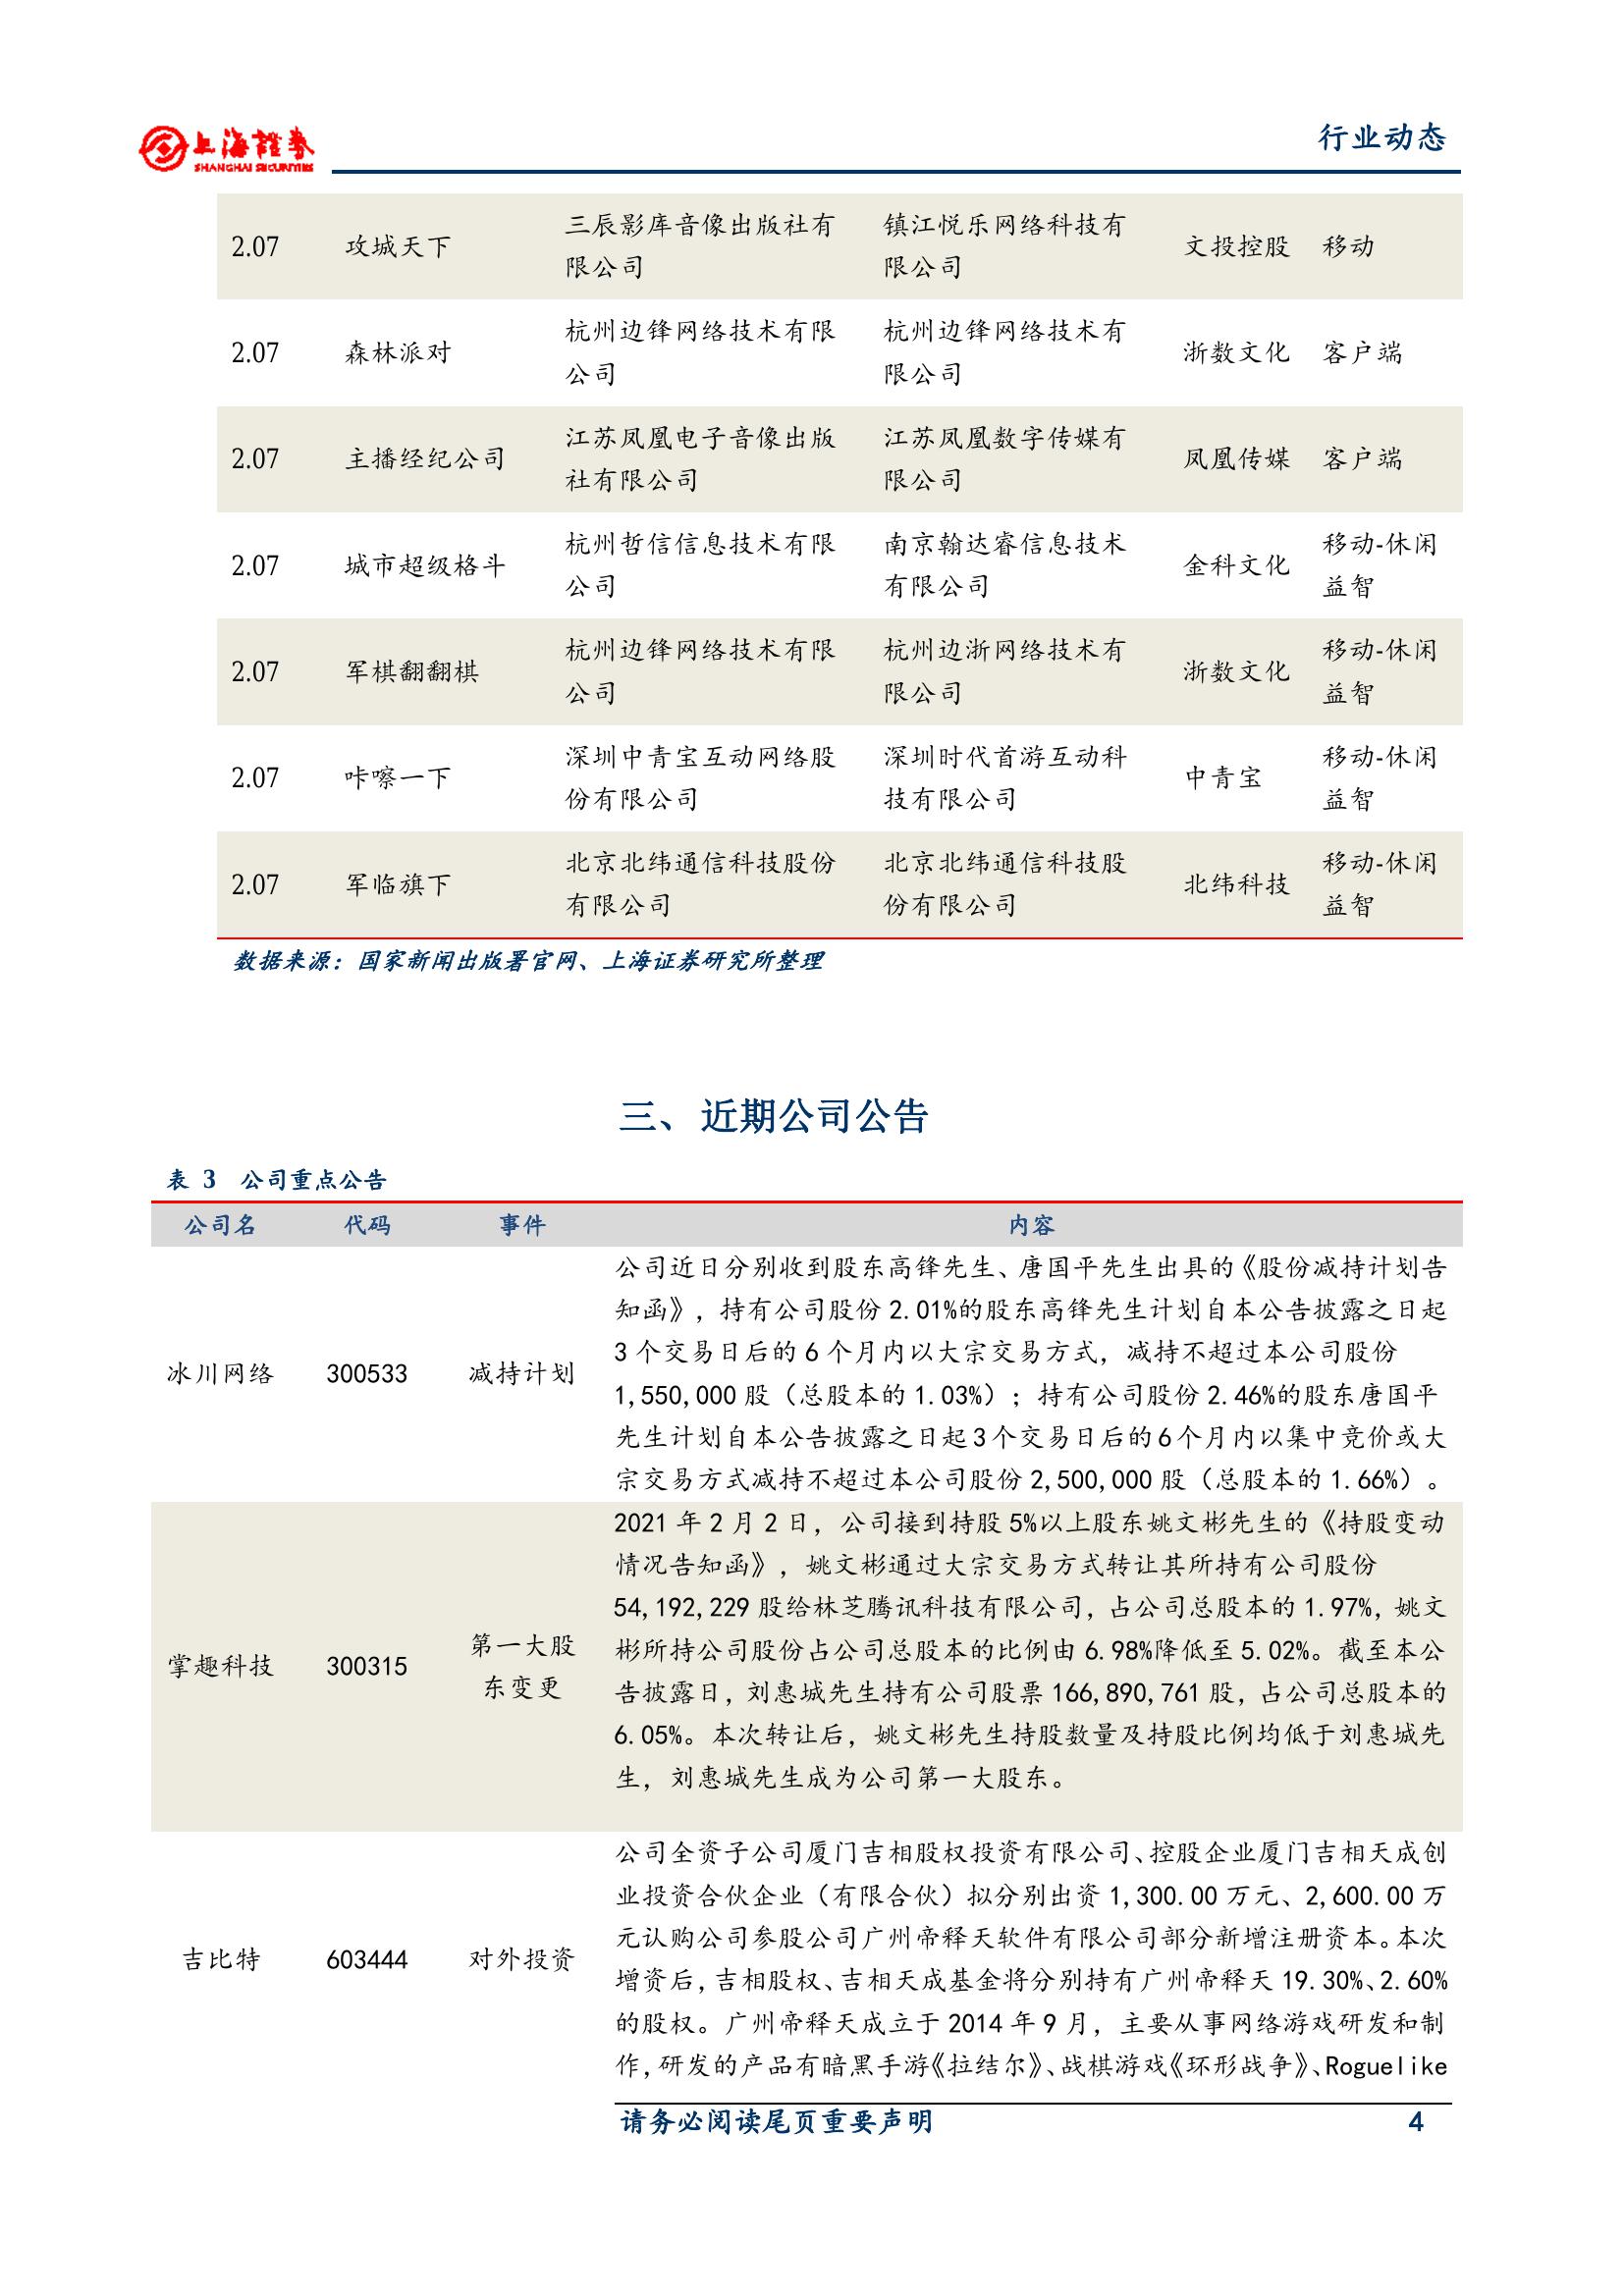 上海證券
SHANGHAI SECURITIES
行业动态
2.07 攻城天下 三辰影库音像出版社有限公司 镇江悦乐网络科技有限公司 文投控股 移动
2.07 森林派对 杭州边锋网络技术有限公司 杭州边锋网络技术有限公司 浙数文化 客户端
2.07 主播经纪公司 江苏凤凰电子音像出版社有限公司 江苏凤凰数字传媒有限公司 凤凰传媒 客户端
2.07 城市超级格斗 杭州哲信信息技术有限公司 南京翰达睿信息技术有限公司 金科文化 移动-休闲益智
2.07 军棋翻翻棋 杭州边锋网络技术有限公司 杭州边浙网络技术有限公司 浙数文化 移动-休闲益智
2.07 咔嚓一下 深圳中青宝互动网络股份有限公司 深圳时代首游互动科技有限公司 中青宝 移动-休闲益智
2.07 军临旗下 北京北纬通信科技股份有限公司 北京北纬通信科技股份有限公司 北纬科技 移动-休闲益智
数据来源：国家新闻出版署官网、上海证券研究所整理
三、近期公司公告
表 3 公司重点公告
公司名 代码 事件 内容
冰川网络 300533 减持计划
公司近日分别收到股东高锋先生、唐国平先生出具的《股份减持计划告
知函》，持有公司股份 2.01%的股东高锋先生计划自本公告披露之日起
3 个交易日后的 6 个月内以大宗交易方式，减持不超过本公司股份
1,550,000 股（总股本的 1.03%）；持有公司股份 2.46%的股东唐国平
先生计划自本公告披露之日起 3 个交易日后的 6 个月内以集中竞价或大
宗交易方式减持不超过本公司股份 2,500,000 股（总股本的 1.66%）。
掌趣科技 300315 第一大股东变更
2021 年 2 月 2 日，公司接到持股 5%以上股东姚文彬先生的《持股变动
情况告知函》，姚文彬通过大宗交易方式转让其所持有公司股份
54,192,229 股给林芝腾讯科技有限公司，占公司总股本的 1.97%，姚文
彬所持公司股份占公司总股本的比例由 6.98%降低至 5.02%。截至本公
告披露日，刘惠城先生持有公司股票 166,890,761 股，占公司总股本的
6.05%。本次转让后，姚文彬先生持股数量及持股比例均低于刘惠城先
生，刘惠城先生成为公司第一大股东。
吉比特 603444 对外投资
公司全资子公司厦门吉相股权投资有限公司、控股企业厦门吉相天成创
业投资合伙企业（有限合伙）拟分别出资 1,300.00 万元、2,600.00 万
元认购公司参股公司广州帝释天软件有限公司部分新增注册资本。本次
增资后，吉相股权、吉相天成基金将分别持有广州帝释天 19.30%、2.60%
的股权。广州帝释天成立于 2014 年 9 月，主要从事网络游戏研发和制
作，研发的产品有暗黑手游《拉结尔》、战棋游戏《环形战争》、Roguelike
请务必阅读尾页重要声明 4